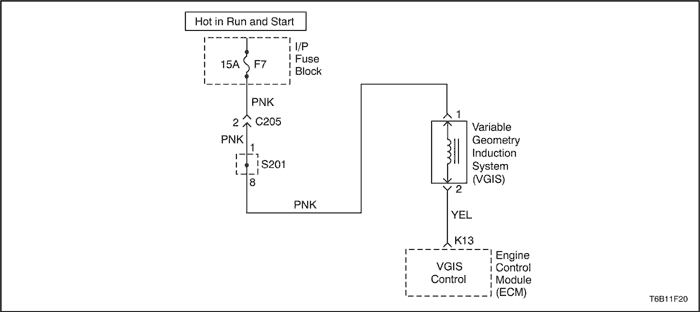 Hot in Run and Start
15A F7
I/P
Fuse
Block
PNK
2 C205
PNK
1
S201
8
PNK
1
Variable
Geometry
Induction
System
(VGIS)
2
YEL
K13
VGIS
Control
Engine
Control
Module
(ECM)
T6B11F20